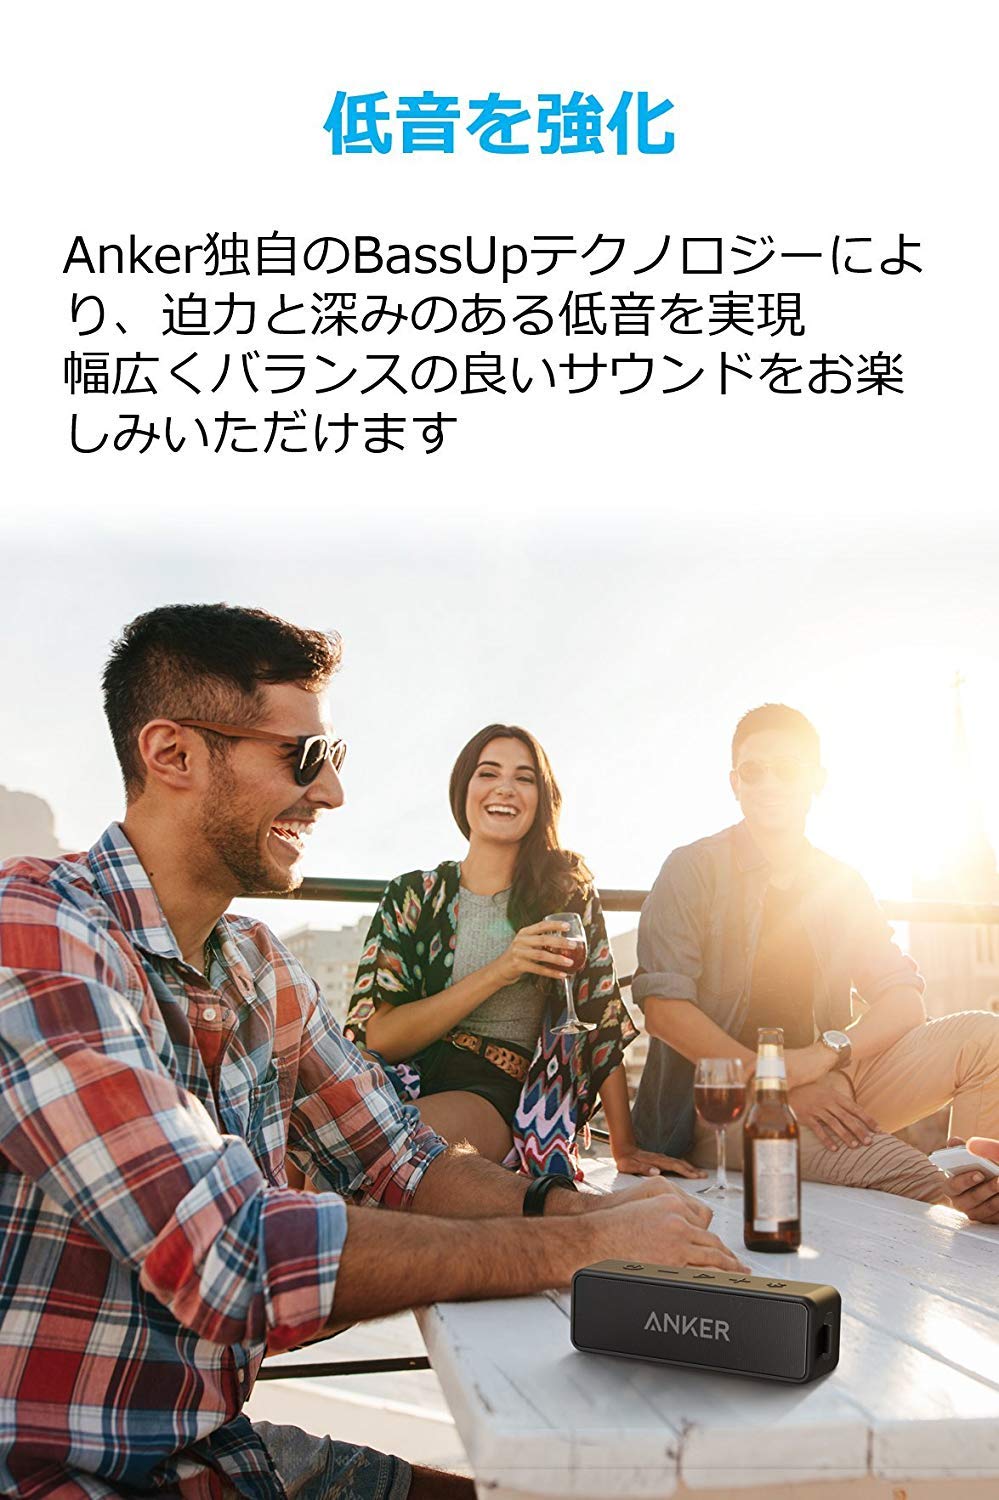 低音を強化
Anker独自のBassUpテクノロジーによ
り、迫力と深みのある低音を実現
幅広くバランスの良いサウンドをお楽
しみいただけます
ANKER